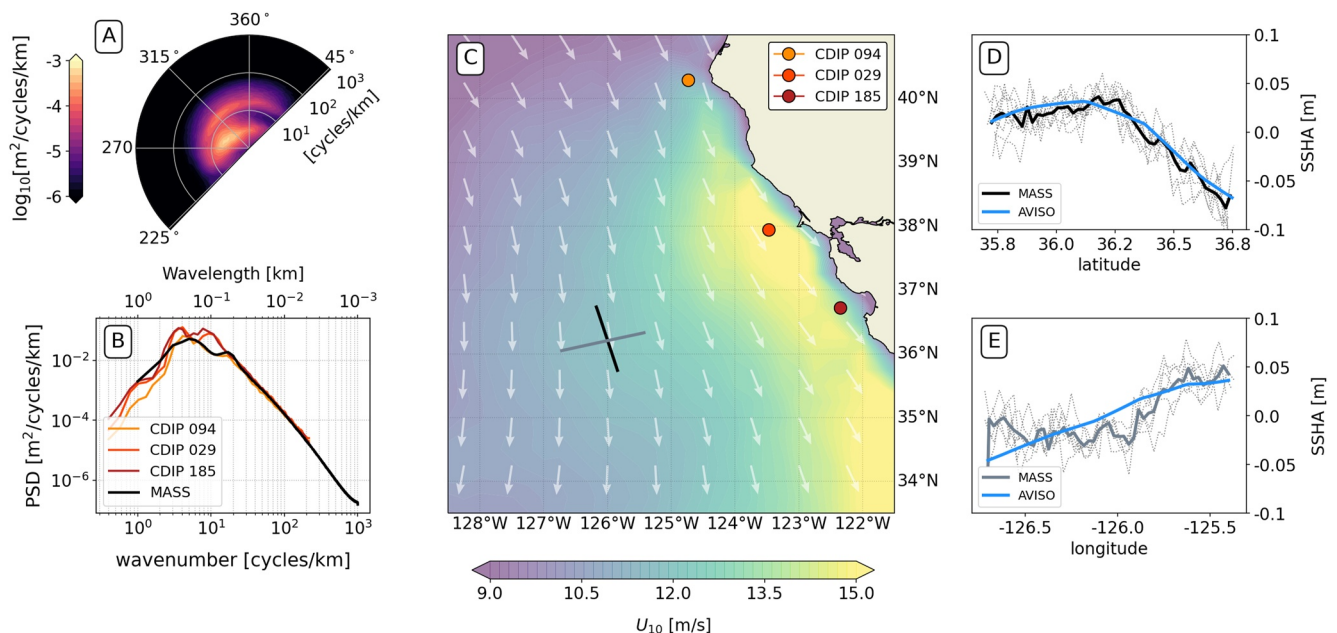 A
360°
315°
45°
10³
10²
10¹
[cycles/km]
270
225°
-3
-4
-5
-6
log₁₀[m²/cycles/km]
Wavelength [km]
10⁰ 10⁻¹ 10⁻² 10⁻³
B
10⁻²
10⁻⁴
10⁻⁶
PSD [m²/cycles/km]
CDIP 094
CDIP 029
CDIP 185
MASS
10⁰ 10¹ 10² 10³
wavenumber [cycles/km]
C
CDIP 094
CDIP 029
CDIP 185
40°N
39°N
38°N
37°N
36°N
35°N
34°N
128°W 127°W 126°W 125°W 124°W 123°W 122°W
9.0 10.5 12.0 13.5 15.0
U₁₀ [m/s]
D
0.1
0.05
0.0
-0.05
-0.1
SSHA [m]
MASS
AVISO
35.8 36.1 36.2 36.5 36.8
latitude
E
0.1
0.05
0.0
-0.05
-0.1
SSHA [m]
MASS
AVISO
-126.5 -126.0 -125.5
longitude